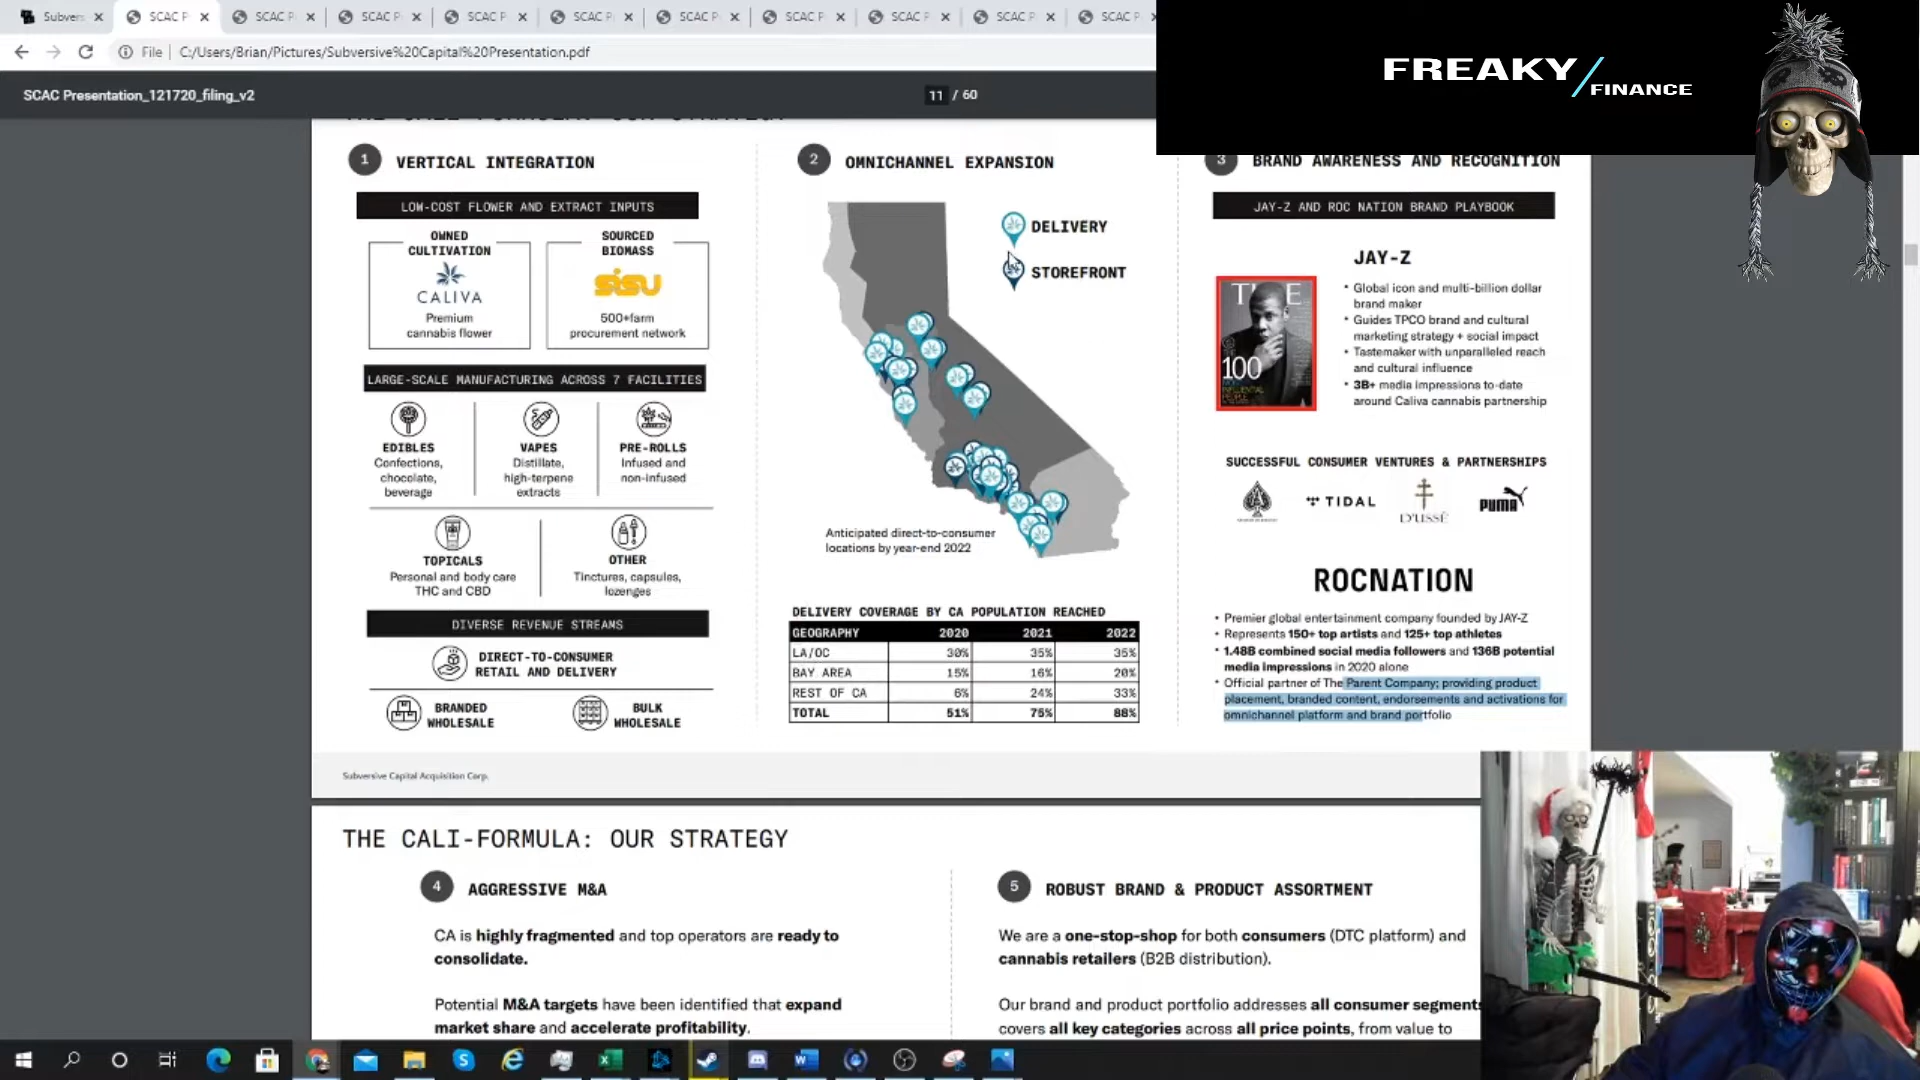 Subvers
SCAC P
SCAC P
SCAC P
SCAC P
SCAC P
SCAC P
SCAC P
SCAC P
SCAC P
SCAC P
File | C:/Users/Brian/Pictures/Subversive%20Capital%20Presentation.pdf
FREAKY/FINANCE
SCAC Presentation_121720_filing_v2
11 / 60
1 VERTICAL INTEGRATION
LOW-COST FLOWER AND EXTRACT INPUTS
OWNED
CULTIVATION
CALIVA
Premium
cannabis flower
SOURCED
BIOMASS
sisu
500+farm
procurement network
LARGE-SCALE MANUFACTURING ACROSS 7 FACILITIES
EDIBLES
Confections,
chocolate,
beverage
VAPES
Distillate,
high-terpene
extracts
PRE-ROLLS
Infused and
non-infused
TOPICALS
Personal and body care
THC and CBD
OTHER
Tinctures, capsules,
lozenges
DIVERSE REVENUE STREAMS
DIRECT-TO-CONSUMER
RETAIL AND DELIVERY
BRANDED
WHOLESALE
BULK
WHOLESALE
2 OMNICHANNEL EXPANSION
DELIVERY
STOREFRONT
Anticipated direct-to-consumer
locations by year-end 2022
DELIVERY COVERAGE BY CA POPULATION REACHED
GEOGRAPHY 2020 2021 2022
LA/OC 30% 35% 35%
BAY AREA 15% 16% 20%
REST OF CA 6% 24% 33%
TOTAL 51% 75% 88%
3 BRAND AWARENESS AND RECOGNITION
JAY-Z AND ROC NATION BRAND PLAYBOOK
JAY-Z
• Global icon and multi-billion dollar
brand maker
• Guides TPCO brand and cultural
marketing strategy + social impact
• Tastemaker with unparalleled reach
and cultural influence
• 3B+ media impressions to-date
around Caliva cannabis partnership
100
SUCCESSFUL CONSUMER VENTURES & PARTNERSHIPS
TIDAL
D'USSÉ
PUMA
ROCNATION
• Premier global entertainment company founded by JAY-Z
• Represents 150+ top artists and 125+ top athletes
• 1.48B combined social media followers and 136B potential
media impressions in 2020 alone
• Official partner of The Parent Company; providing product
placement, branded content, endorsements and activations for
omnichannel platform and brand portfolio
Subversive Capital Acquisition Corp.
THE CALI-FORMULA: OUR STRATEGY
4 AGGRESSIVE M&A
CA is highly fragmented and top operators are ready to
consolidate.
Potential M&A targets have been identified that expand
market share and accelerate profitability.
5 ROBUST BRAND & PRODUCT ASSORTMENT
We are a one-stop-shop for both consumers (DTC platform) and
cannabis retailers (B2B distribution).
Our brand and product portfolio addresses all consumer segments
covers all key categories across all price points, from value to